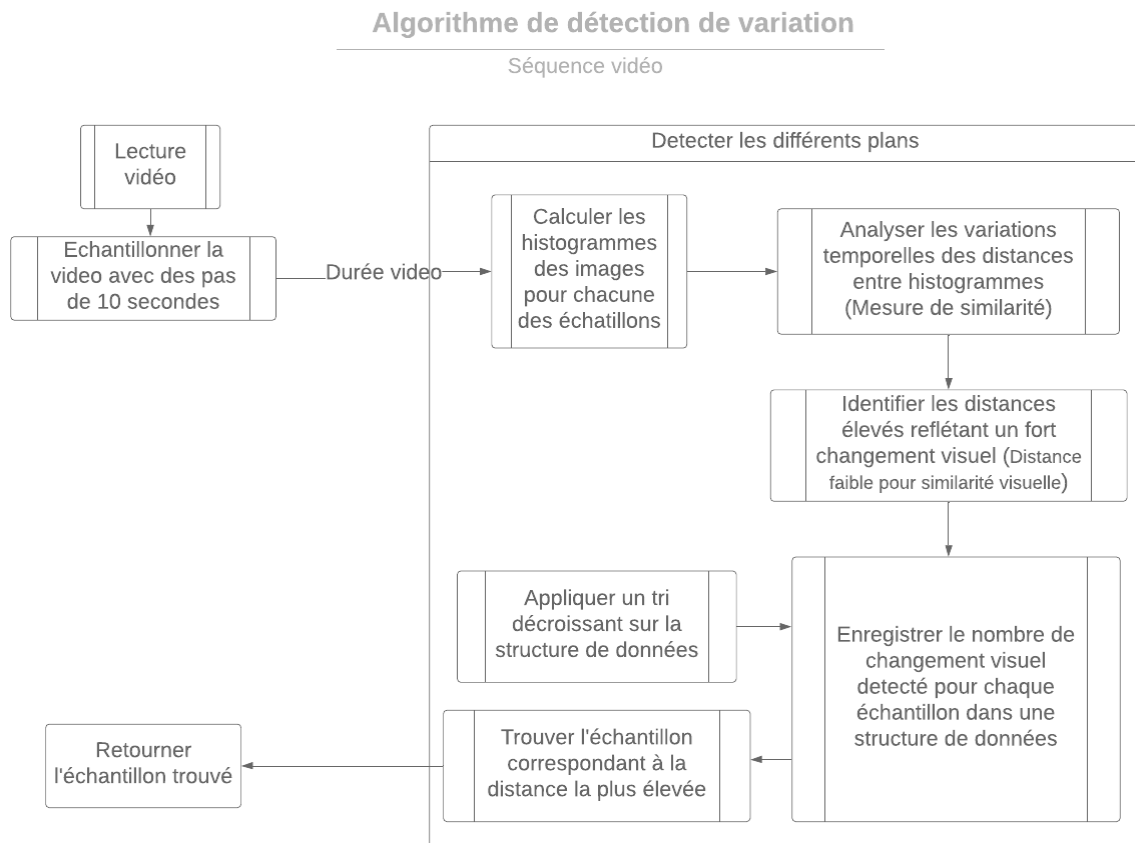 Algorithme de détection de variation
Séquence vidéo
Lecture
vidéo
Echantillonner la
video avec des pas
de 10 secondes
Durée video
Detecter les différents plans
Calculer les
histogrammes
des images
pour chacune
des échatillons
Analyser les variations
temporelles des distances
entre histogrammes
(Mesure de similarité)
Identifier les distances
élevés reflétant un fort
changement visuel (Distance
faible pour similarité visuelle)
Appliquer un tri
décroissant sur la
structure de données
Enregistrer le nombre de
changement visuel
detecté pour chaque
échantillon dans une
structure de données
Trouver l'échantillon
correspondant à la
distance la plus élevée
Retourner
l'échantillon trouvé